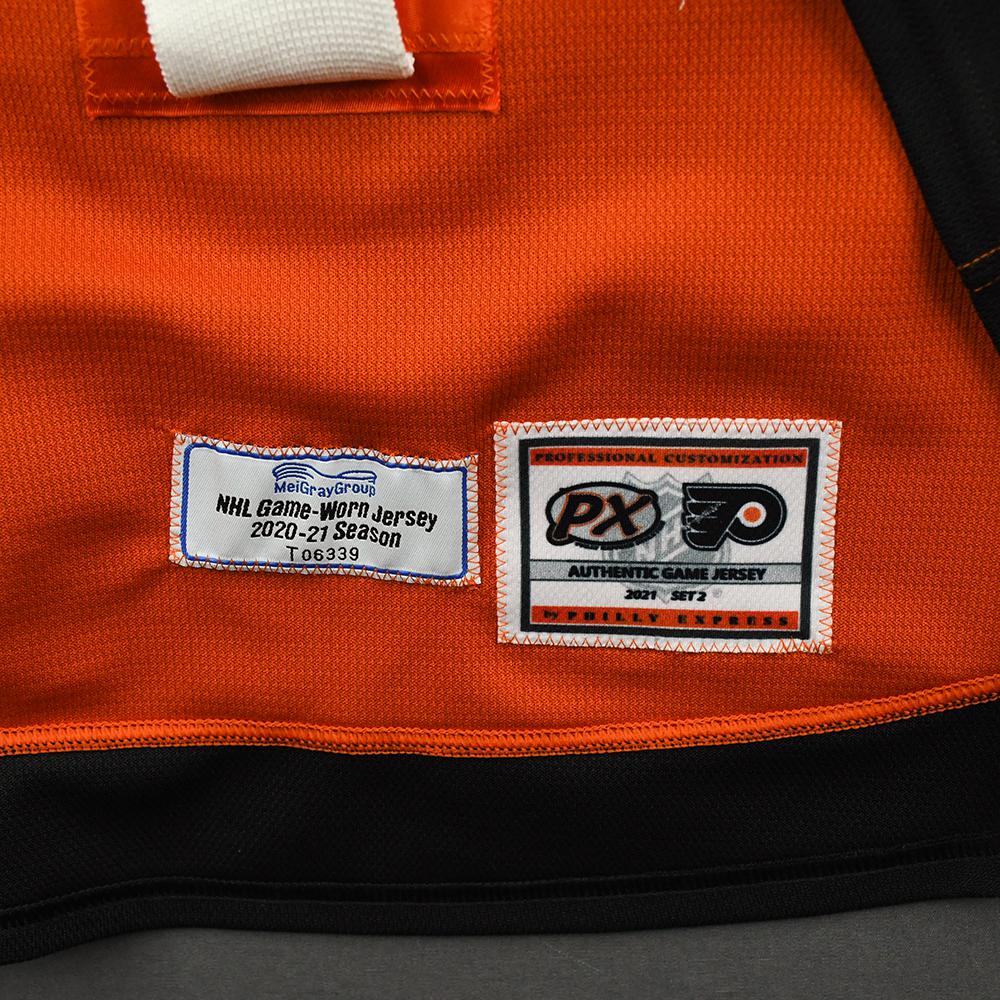 MeiGrayGroup
NHL Game-Worn Jersey
2020-21 Season
T06339
PROFESSIONAL CUSTOMIZATION
PX
AUTHENTIC GAME JERSEY
2021 SET 2
by PHILLY EXPRESS